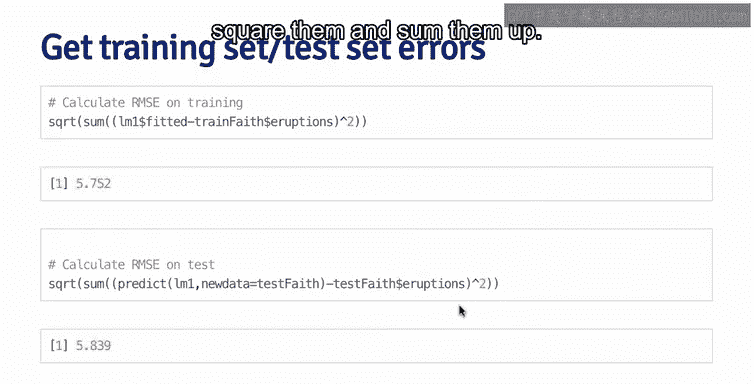 square them and sum them up.
Get training set/test set errors
# Calculate RMSE on training
sqrt(sum((lm1$fitted-trainFaith$eruptions)^2))
[1] 5.752
# Calculate RMSE on test
sqrt(sum((predict(lm1,newdata=testFaith)-testFaith$eruptions)^2))
[1] 5.839